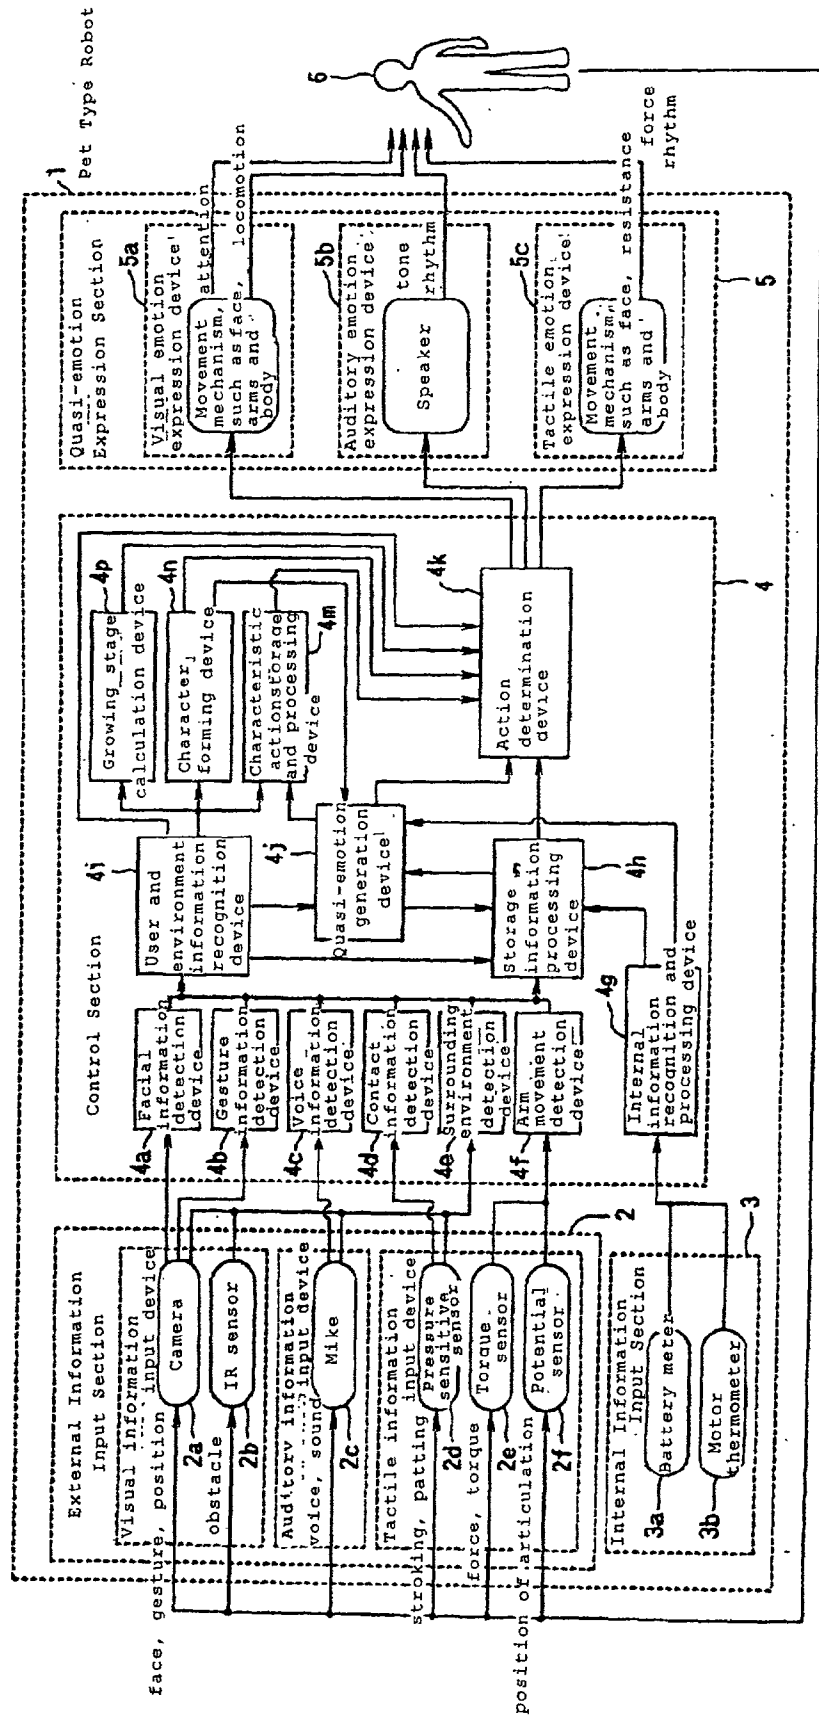 Pet Type Robot
1
External Information
Input Section
Visual information
input device
face, gesture, position
Camera
2a
obstacle
IR sensor
2b
Auditory information
input device
voice, sound
Mike
2c
Tactile information
input device
stroking, patting
Pressure
sensitive
sensor
2d
force, torque
Torque
sensor
2e
position of articulation
Potential
sensor
2f
2
Internal Information
Input Section
3
Battery meter
3a
Motor
thermometer
3b
Control Section
4a
Facial
information
detection
device
4b
Gesture
information
detection
device
4c
Voice
information
detection
device
4d
Contact
information
detection
device
4e
Surrounding
environment
detection
device
4f
Arm
movement
detection
device
4g
Internal
information
recognition and
processing device
4i
User and
environment
information
recognition
device
4j
Quasi-emotion
generation
device
Storage,
information
processing
device
4h
Growing stage
calculation device
4p
Character
forming device
4n
Characteristic
actionstorage
and processing
device
4m
Action
determination
device
4k
4
Quasi-emotion
Expression Section
Visual emotion
expression device
5a
Movement
mechanism,
such as face,
arms and
body
attention
locomotion
Auditory emotion
expression device
5b
Speaker
tone
rhythm
Tactile emotion
expression device
5c
Movement
mechanism,
such as face,
arms and
body
resistance
force
rhythm
5
6